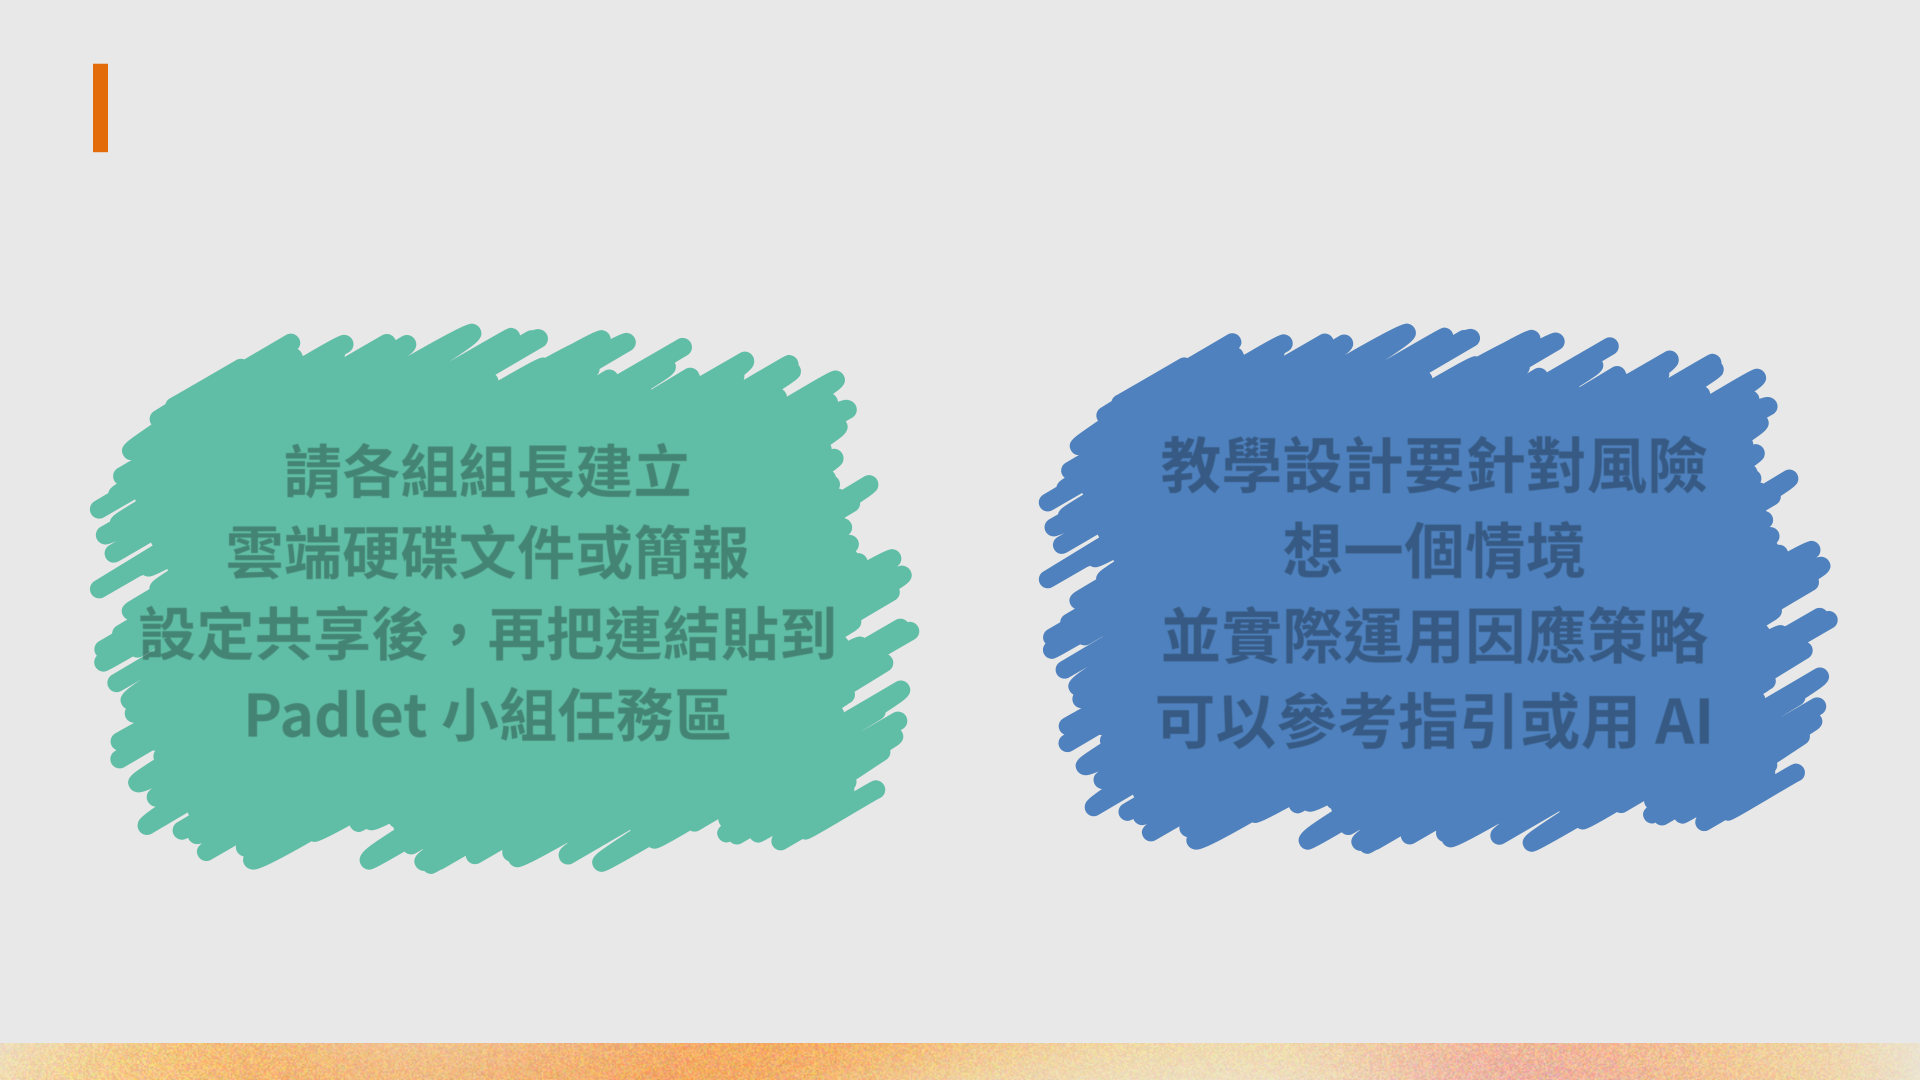 請各組組長建立
雲端硬碟文件或簡報
設定共享後，再把連結貼到
Padlet 小組任務區
教學設計要針對風險
想一個情境
並實際運用因應策略
可以參考指引或用 AI